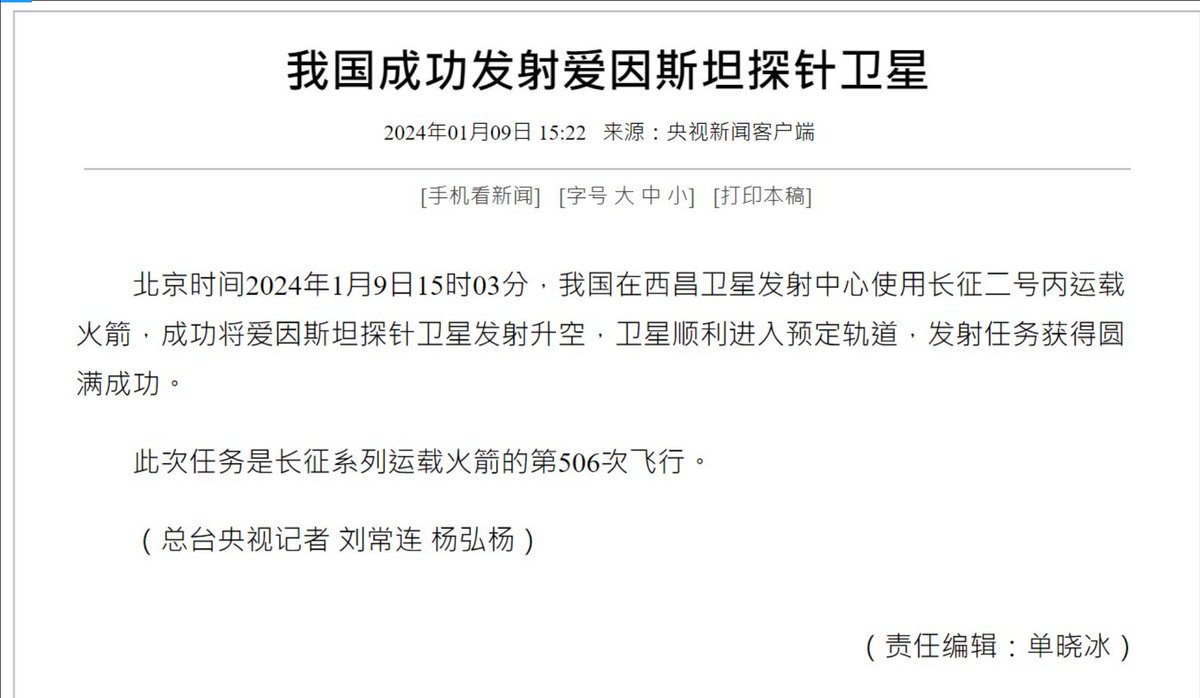 我国成功发射爱因斯坦探针卫星
2024年01月09日 15:22 来源：央视新闻客户端
[手机看新闻] [字号 大 中 小] [打印本稿]
北京时间2024年1月9日15时03分，我国在西昌卫星发射中心使用长征二号丙运载
火箭，成功将爱因斯坦探针卫星发射升空，卫星顺利进入预定轨道，发射任务获得圆
满成功。
此次任务是长征系列运载火箭的第506次飞行。
（总台央视记者 刘常连 杨弘杨）
（责任编辑：单晓冰）